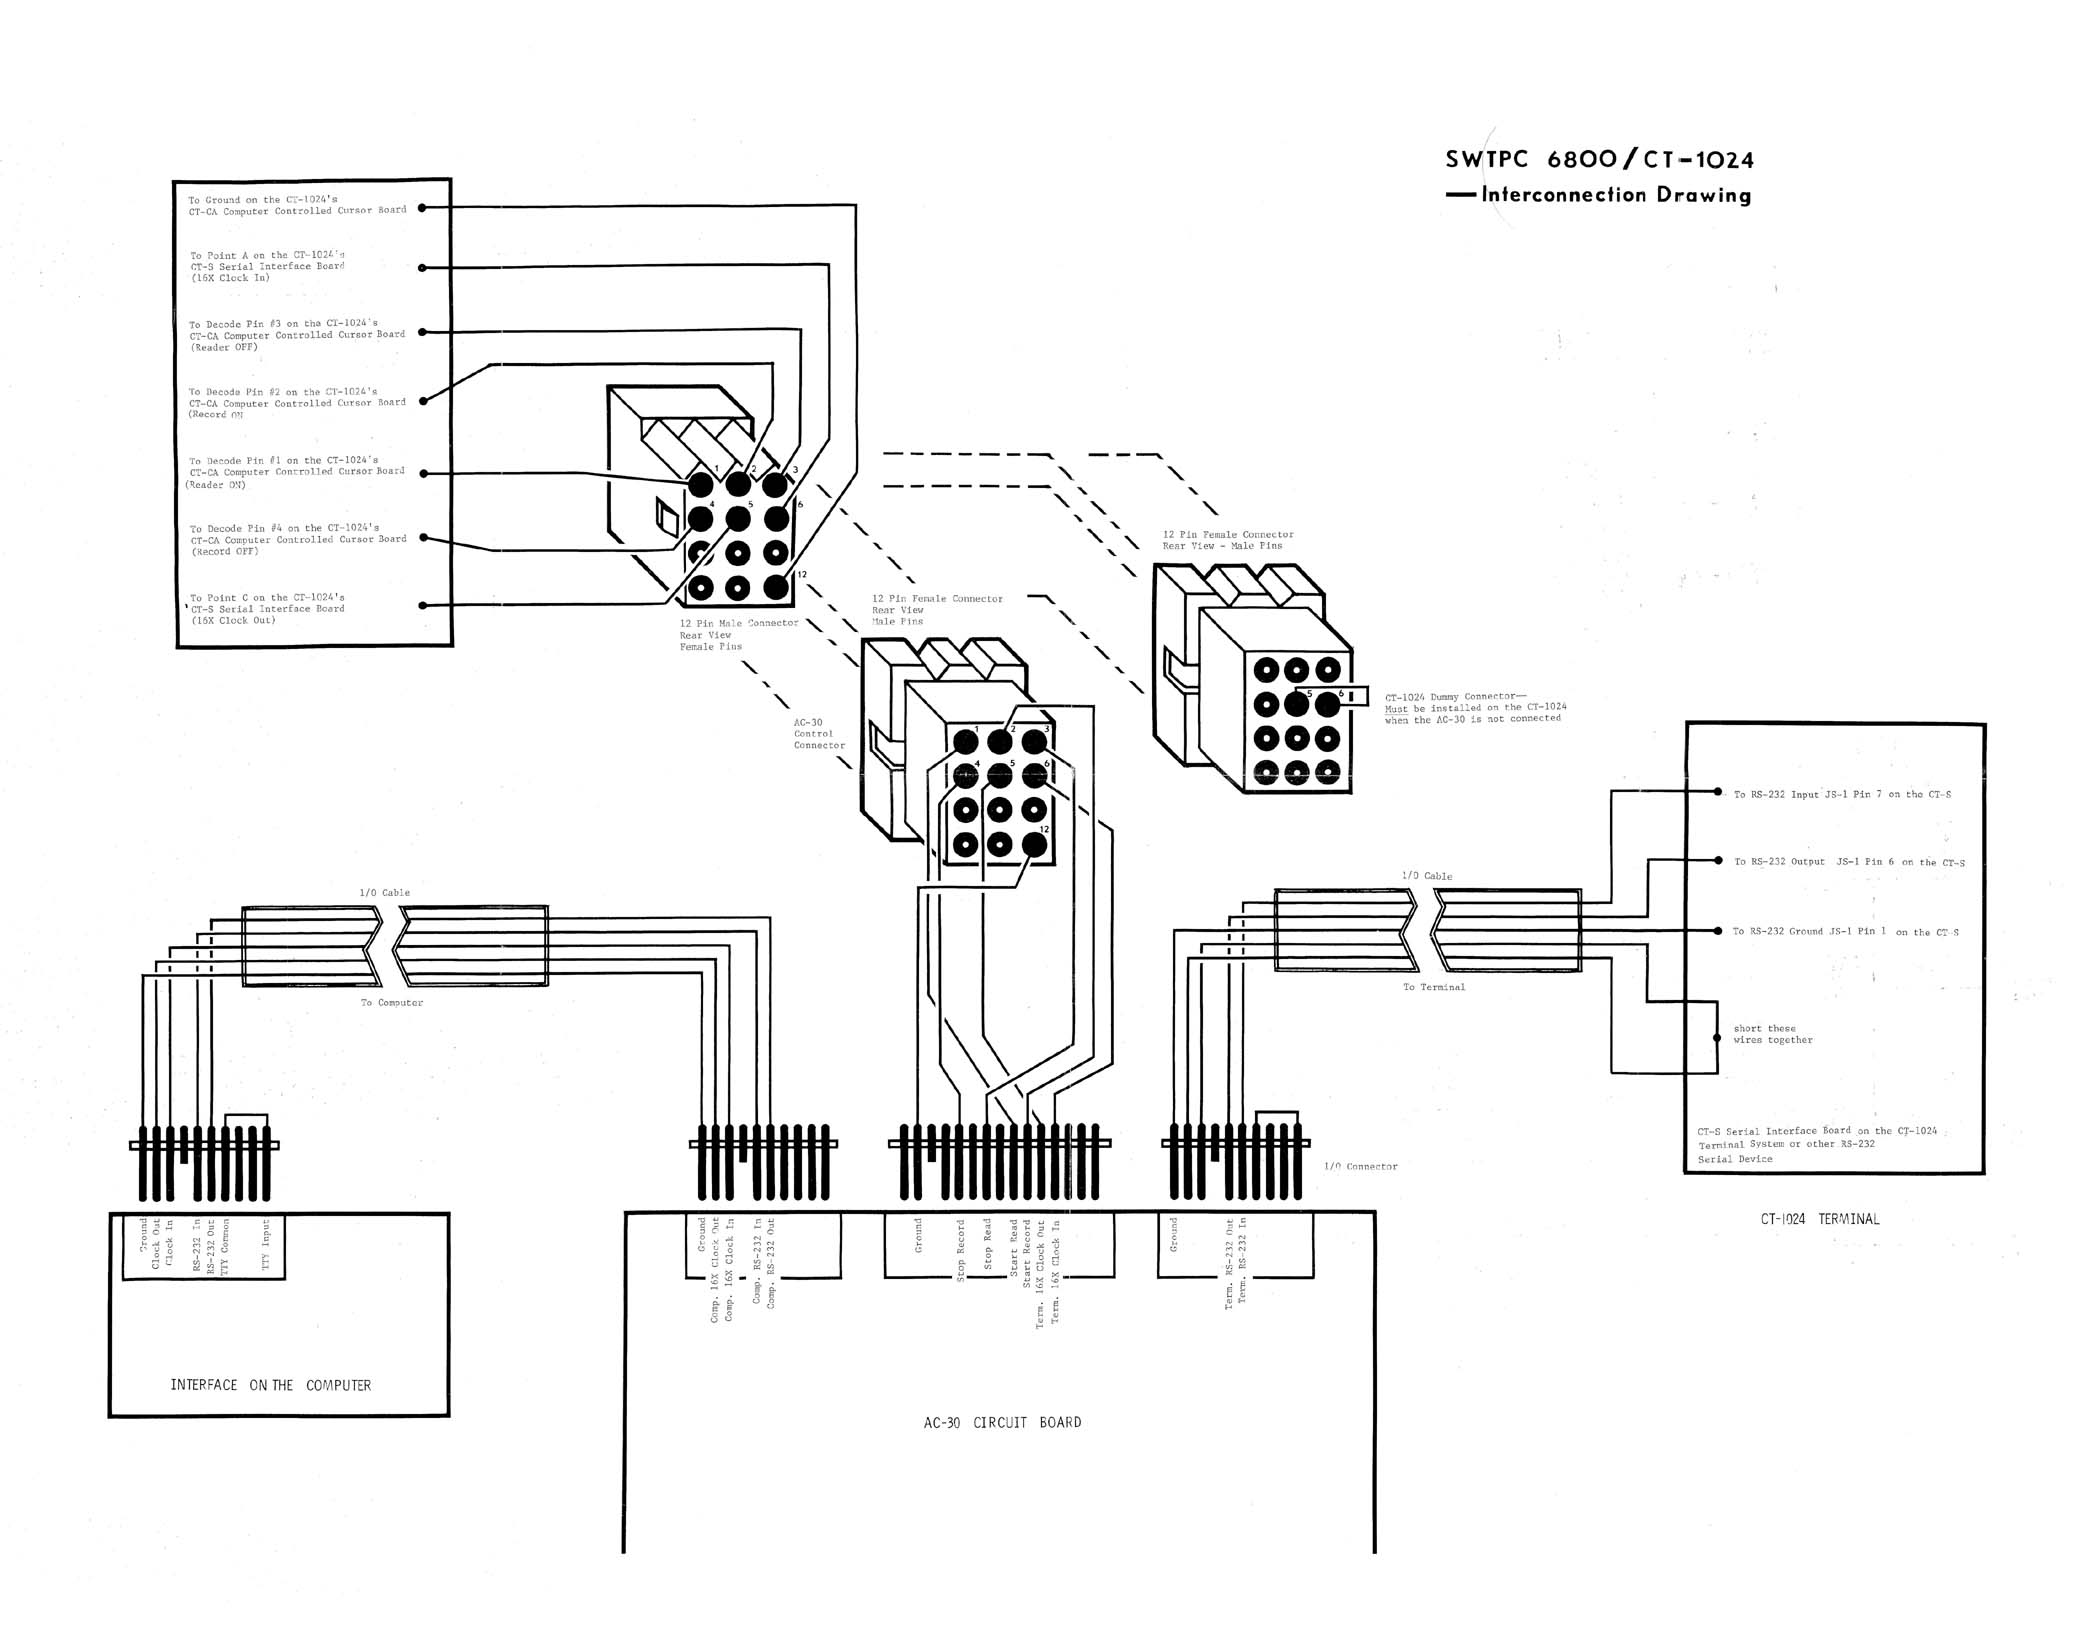 SWTPC 6800/CT-1024
—Interconnection Drawing
To Ground on the CT-1024's
CT-CA Computer Controlled Cursor Board
To Point A on the CT-1024's
CT-S Serial Interface Board
(16X Clock In)
To Decode Pin #3 on the CT-1024's
CT-CA Computer Controlled Cursor Board
(Reader OFF)
To Decode Pin #2 on the CT-1024's
CT-CA Computer Controlled Cursor Board
(Record ON
To Decode Pin #1 on the CT-1024's
CT-CA Computer Controlled Cursor Board
(Reader ON)
To Decode Pin #4 on the CT-1024's
CT-CA Computer Controlled Cursor Board
(Record OFF)
To Point C on the CT-1024's
CT-S Serial Interface Board
(16X Clock Out)
1
2
3
4
5
6
12
12 Pin Male Connector
Rear View
Female Pins
12 Pin Female Connector
Rear View
Male Pins
AC-30
Control
Connector
1
2
3
4
5
6
12
12 Pin Female Connector
Rear View - Male Pins
5
6
CT-1024 Dummy Connector—
Must be installed on the CT-1024
when the AC-30 is not connected
To RS-232 Input JS-1 Pin 7 on the CT-S
To RS-232 Output JS-1 Pin 6 on the CT-S
To RS-232 Ground JS-1 Pin 1 on the CT-S
short these
wires together
CT-S Serial Interface Board on the CT-1024
Terminal System or other RS-232
Serial Device
CT-1024 TERMINAL
I/O Cable
To Computer
I/O Cable
To Terminal
I/O Connector
Ground
Clock Out
Clock In
RS-232 In
RS-232 Out
TTY Common
TTY Input
INTERFACE ON THE COMPUTER
Ground
Comp. 16X Clock Out
Comp. 16X Clock In
Comp. RS-232 In
Comp. RS-232 Out
Ground
Stop Record
Stop Read
Start Read
Start Record
Term. 16X Clock Out
Term. 16X Clock In
Ground
Term. RS-232 Out
Term. RS-232 In
AC-30 CIRCUIT BOARD